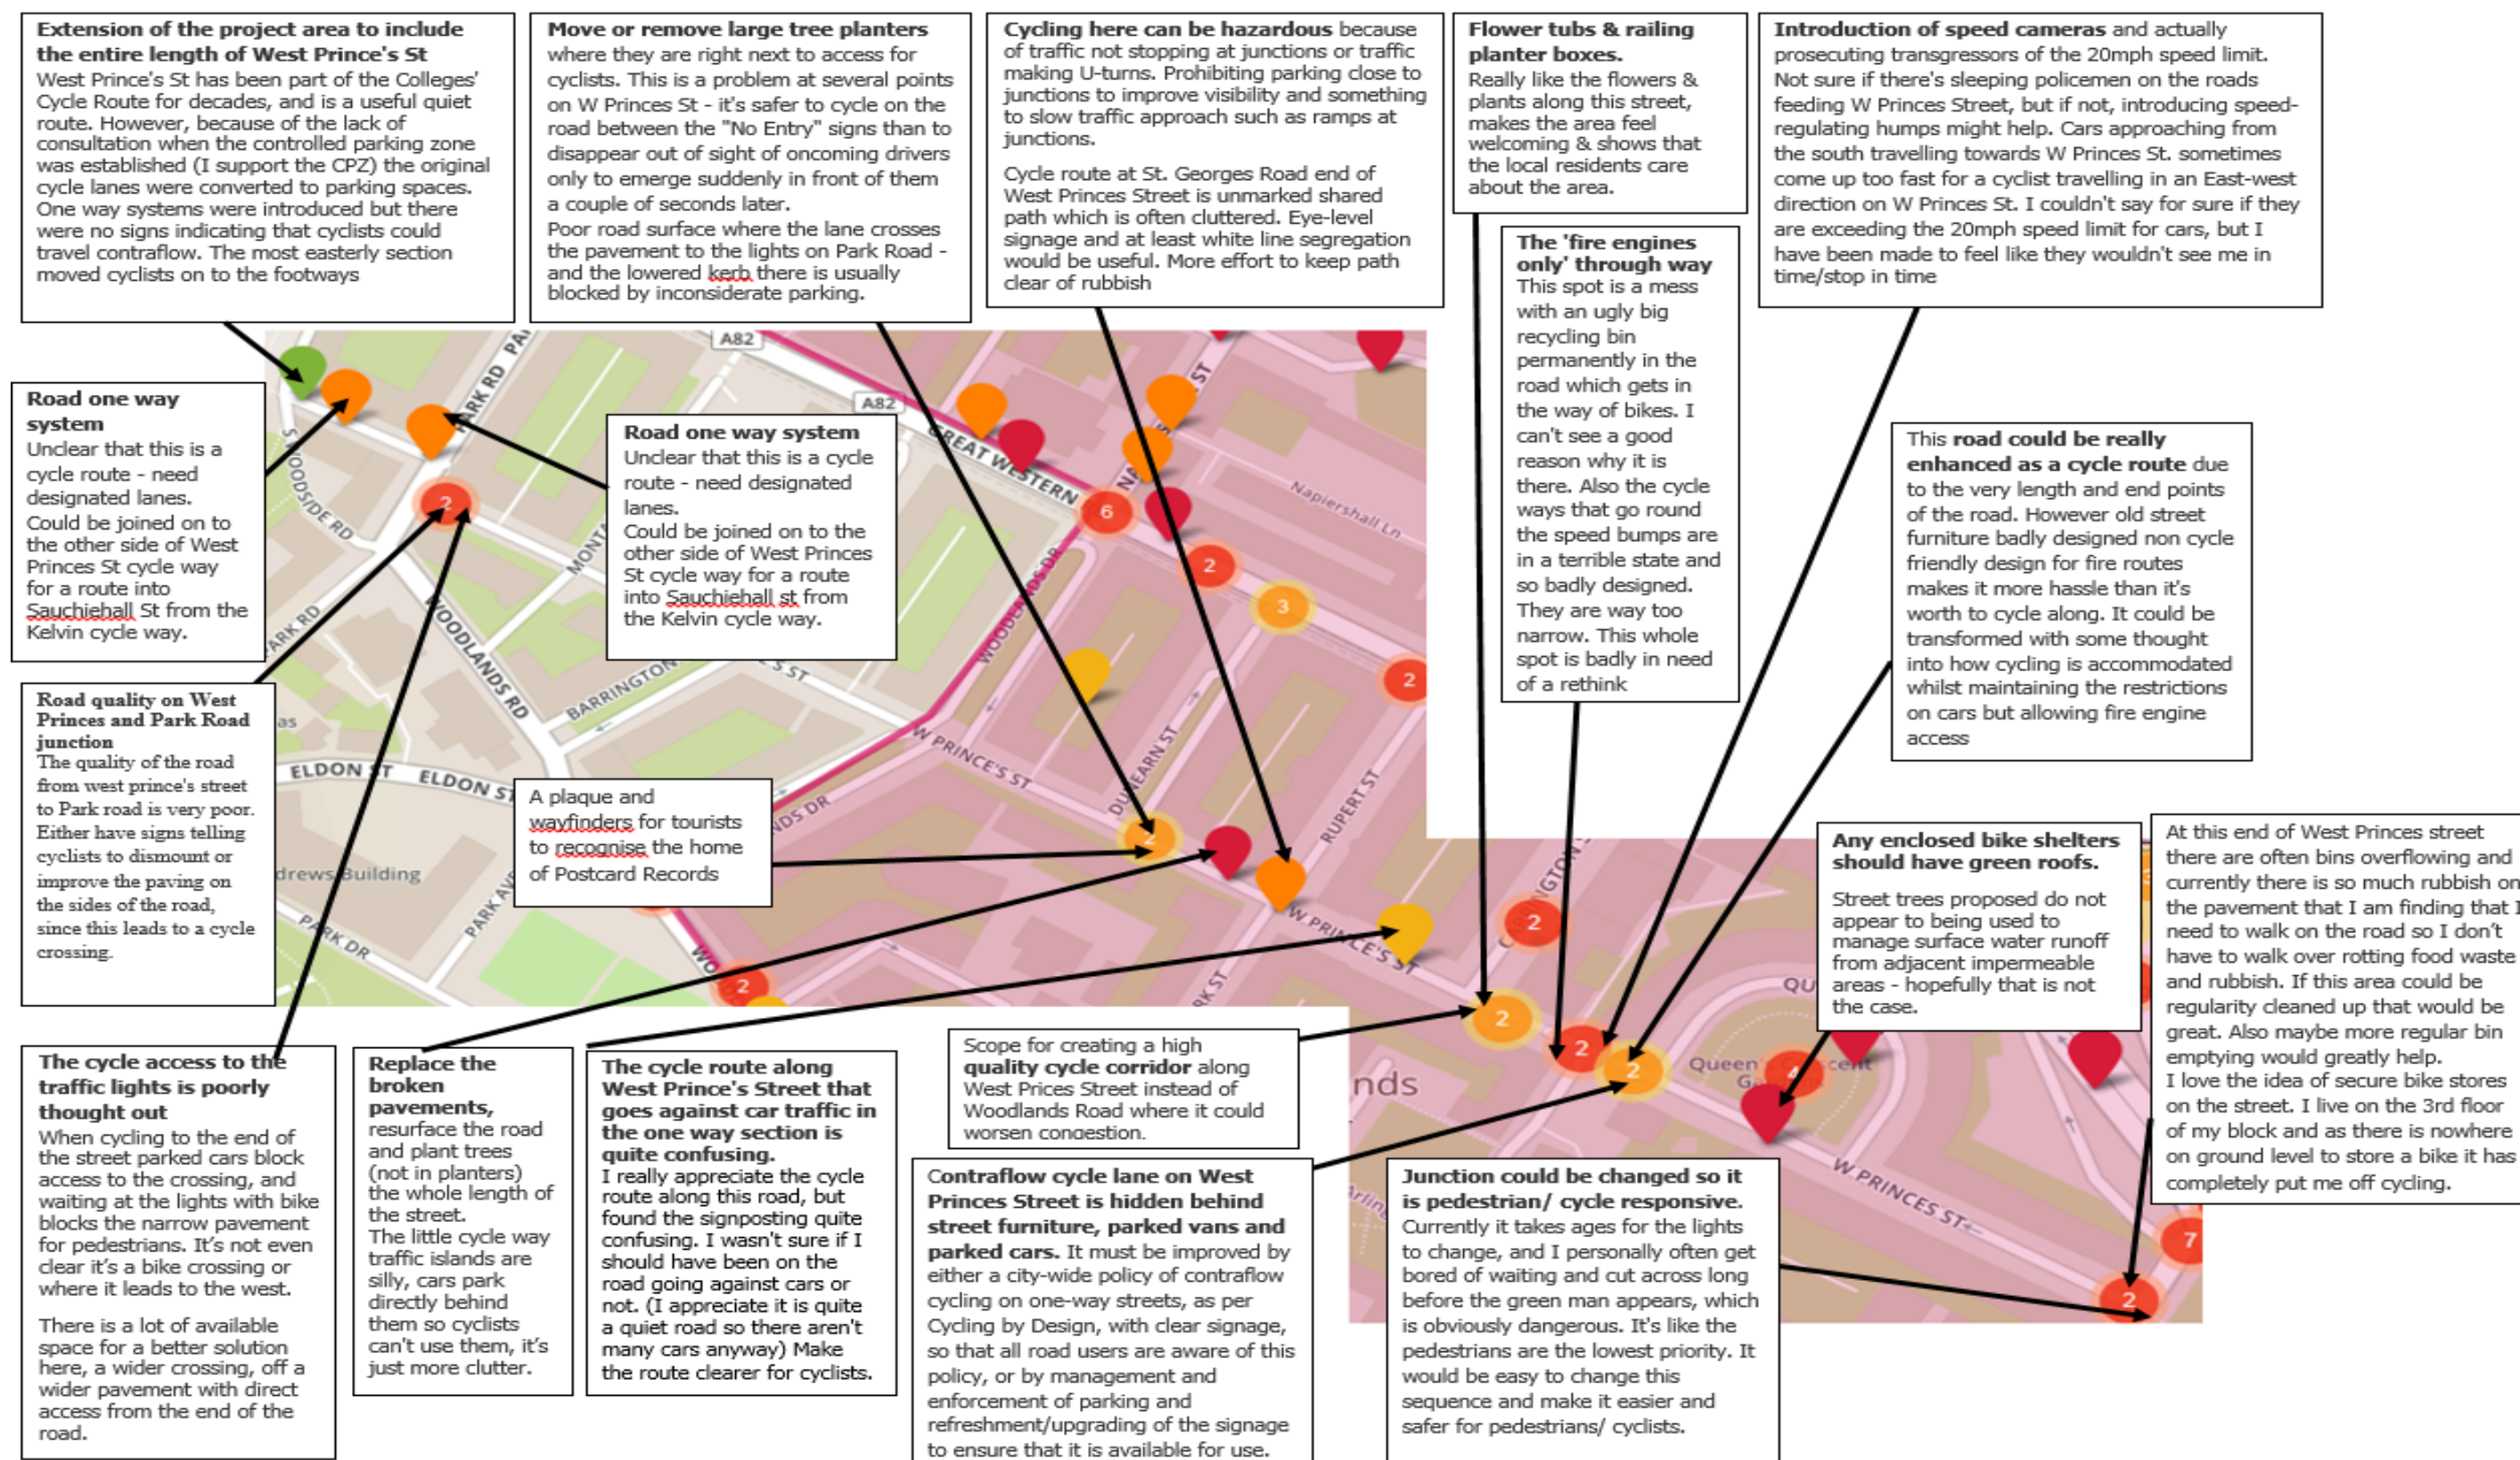 Extension of the project area to include
the entire length of West Prince's St
West Prince's St has been part of the Colleges'
Cycle Route for decades, and is a useful quiet
route. However, because of the lack of
consultation when the controlled parking zone
was established (I support the CPZ) the original
cycle lanes were converted to parking spaces.
One way systems were introduced but there
were no signs indicating that cyclists could
travel contraflow. The most easterly section
moved cyclists on to the footways
Move or remove large tree planters
where they are right next to access for
cyclists. This is a problem at several points
on W Princes St - it's safer to cycle on the
road between the "No Entry" signs than to
disappear out of sight of oncoming drivers
only to emerge suddenly in front of them
a couple of seconds later.
Poor road surface where the lane crosses
the pavement to the lights on Park Road -
and the lowered kerb there is usually
blocked by inconsiderate parking.
Cycling here can be hazardous because
of traffic not stopping at junctions or traffic
making U-turns. Prohibiting parking close to
junctions to improve visibility and something
to slow traffic approach such as ramps at
junctions.
Cycle route at St. Georges Road end of
West Princes Street is unmarked shared
path which is often cluttered. Eye-level
signage and at least white line segregation
would be useful. More effort to keep path
clear of rubbish
Flower tubs & railing
planter boxes.
Really like the flowers &
plants along this street,
makes the area feel
welcoming & shows that
the local residents care
about the area.
Introduction of speed cameras and actually
prosecuting transgressors of the 20mph speed limit.
Not sure if there's sleeping policemen on the roads
feeding W Princes Street, but if not, introducing speed-
regulating humps might help. Cars approaching from
the south travelling towards W Princes St. sometimes
come up too fast for a cyclist travelling in an East-west
direction on W Princes St. I couldn't say for sure if they
are exceeding the 20mph speed limit for cars, but I
have been made to feel like they wouldn't see me in
time/stop in time
The 'fire engines
only' through way
This spot is a mess
with an ugly big
recycling bin
permanently in the
road which gets in
the way of bikes. I
can't see a good
reason why it is
there. Also the cycle
ways that go round
the speed bumps are
in a terrible state and
so badly designed.
They are way too
narrow. This whole
spot is badly in need
of a rethink
Road one way
system
Unclear that this is a
cycle route - need
designated lanes.
Could be joined on to
the other side of West
Princes St cycle way
for a route into
Sauchiehall St from the
Kelvin cycle way.
Road one way system
Unclear that this is a cycle
route - need designated
lanes.
Could be joined on to the
other side of West Princes
St cycle way for a route
into Sauchiehall st from
the Kelvin cycle way.
This road could be really
enhanced as a cycle route due
to the very length and end points
of the road. However old street
furniture badly designed non cycle
friendly design for fire routes
makes it more hassle than it's
worth to cycle along. It could be
transformed with some thought
into how cycling is accommodated
whilst maintaining the restrictions
on cars but allowing fire engine
access
Road quality on West
Princes and Park Road
junction
The quality of the road
from west prince's street
to Park road is very poor.
Either have signs telling
cyclists to dismount or
improve the paving on
the sides of the road,
since this leads to a cycle
crossing.
A plaque and
wayfinders for tourists
to recognise the home
of Postcard Records
Any enclosed bike shelters
should have green roofs.
Street trees proposed do not
appear to being used to
manage surface water runoff
from adjacent impermeable
areas - hopefully that is not
the case.
At this end of West Princes street
there are often bins overflowing and
currently there is so much rubbish on
the pavement that I am finding that I
need to walk on the road so I don't
have to walk over rotting food waste
and rubbish. If this area could be
regularity cleaned up that would be
great. Also maybe more regular bin
emptying would greatly help.
I love the idea of secure bike stores
on the street. I live on the 3rd floor
of my block and as there is nowhere
on ground level to store a bike it has
completely put me off cycling.
The cycle access to the
traffic lights is poorly
thought out
When cycling to the end of
the street parked cars block
access to the crossing, and
waiting at the lights with bike
blocks the narrow pavement
for pedestrians. It's not even
clear it's a bike crossing or
where it leads to the west.
There is a lot of available
space for a better solution
here, a wider crossing, off a
wider pavement with direct
access from the end of the
road.
Replace the
broken
pavements,
resurface the road
and plant trees
(not in planters)
the whole length of
the street.
The little cycle way
traffic islands are
silly, cars park
directly behind
them so cyclists
can't use them, it's
just more clutter.
The cycle route along
West Prince's Street that
goes against car traffic in
the one way section is
quite confusing.
I really appreciate the cycle
route along this road, but
found the signposting quite
confusing. I wasn't sure if I
should have been on the
road going against cars or
not. (I appreciate it is quite
a quiet road so there aren't
many cars anyway) Make
the route clearer for cyclists.
Scope for creating a high
quality cycle corridor along
West Prices Street instead of
Woodlands Road where it could
worsen congestion.
Contraflow cycle lane on West
Princes Street is hidden behind
street furniture, parked vans and
parked cars. It must be improved by
either a city-wide policy of contraflow
cycling on one-way streets, as per
Cycling by Design, with clear signage,
so that all road users are aware of this
policy, or by management and
enforcement of parking and
refreshment/upgrading of the signage
to ensure that it is available for use.
Junction could be changed so it
is pedestrian/ cycle responsive.
Currently it takes ages for the lights
to change, and I personally often get
bored of waiting and cut across long
before the green man appears, which
is obviously dangerous. It's like the
pedestrians are the lowest priority. It
would be easy to change this
sequence and make it easier and
safer for pedestrians/ cyclists.
A82
A82
PARK RD
GREAT WESTERN
Napiershall Ln
S WOODSIDE RD
PARK RD
WOODLANDS RD
WOODLANDS DR
BARRINGTON
ELDON ST
ELDON ST
W PRINCE'S ST
DUNEARN ST
RUPERT ST
PARK DR
PARK AV
W PRINCE'S ST
W PRINCES ST
nds
2
6
2
3
2
2
2
2
2
2
2
4
7
2